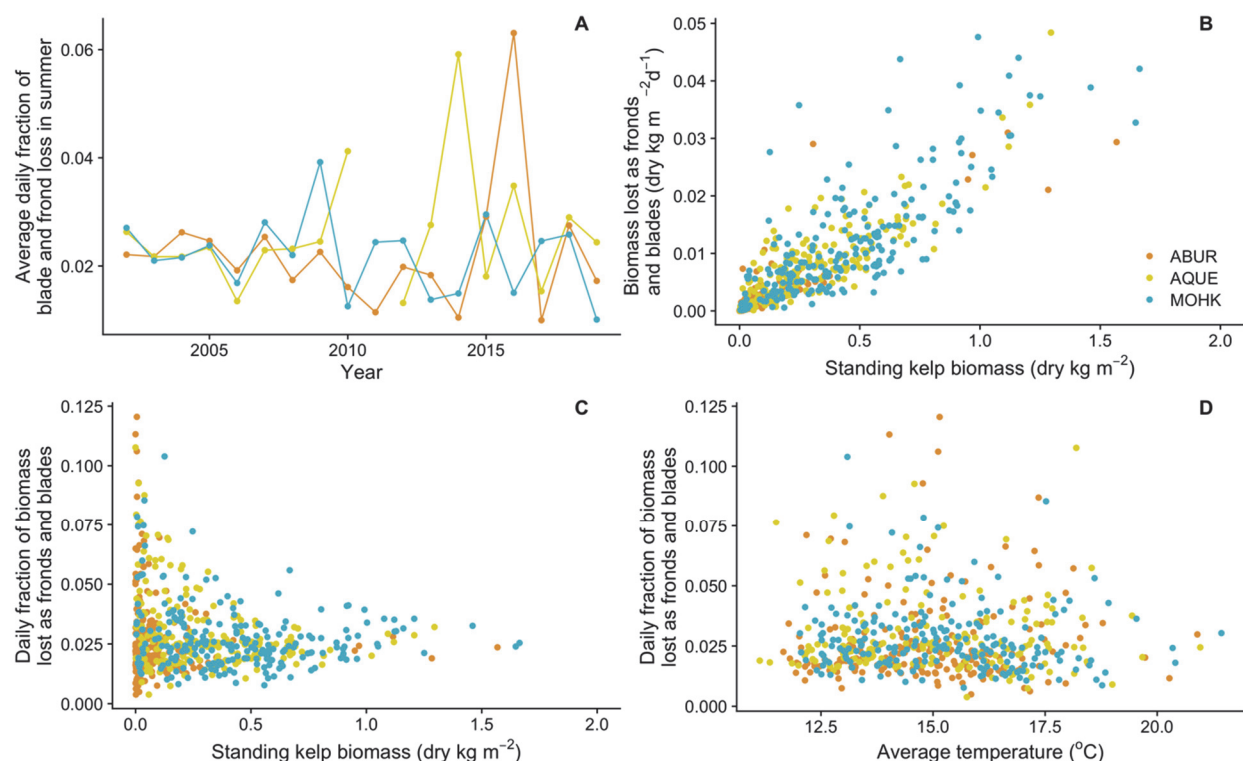 A
Average daily fraction of
blade and frond loss in summer
0.06
0.04
0.02
2005
2010
2015
Year
B
Biomass lost as fronds
and blades (dry kg m⁻²d⁻¹)
0.05
0.04
0.03
0.02
0.01
0.00
ABUR
AQUE
MOHK
0.0
0.5
1.0
1.5
2.0
Standing kelp biomass (dry kg m⁻²)
C
Daily fraction of biomass
lost as fronds and blades
0.125
0.100
0.075
0.050
0.025
0.000
0.0
0.5
1.0
1.5
2.0
Standing kelp biomass (dry kg m⁻²)
D
Daily fraction of biomass
lost as fronds and blades
0.125
0.100
0.075
0.050
0.025
0.000
12.5
15.0
17.5
20.0
Average temperature (°C)